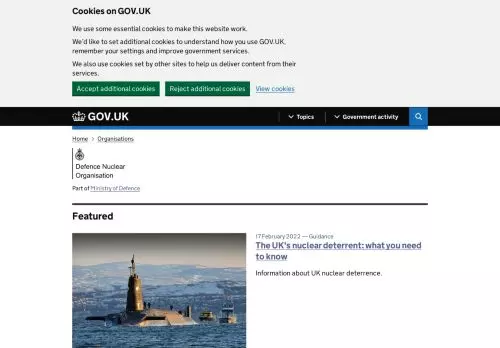 Cookies on GOV.UK
We use some essential cookies to make this website work.
We'd like to set additional cookies to understand how you use GOV.UK,
remember your settings and improve government services.
We also use cookies set by other sites to help us deliver content from their
services.
Accept additional cookies
Reject additional cookies
View cookies
GOV.UK
Topics
Government activity
Home
Organisations
Defence Nuclear
Organisation
Part of Ministry of Defence
Featured
17 February 2022 — Guidance
The UK's nuclear deterrent: what you need
to know
Information about UK nuclear deterrence.